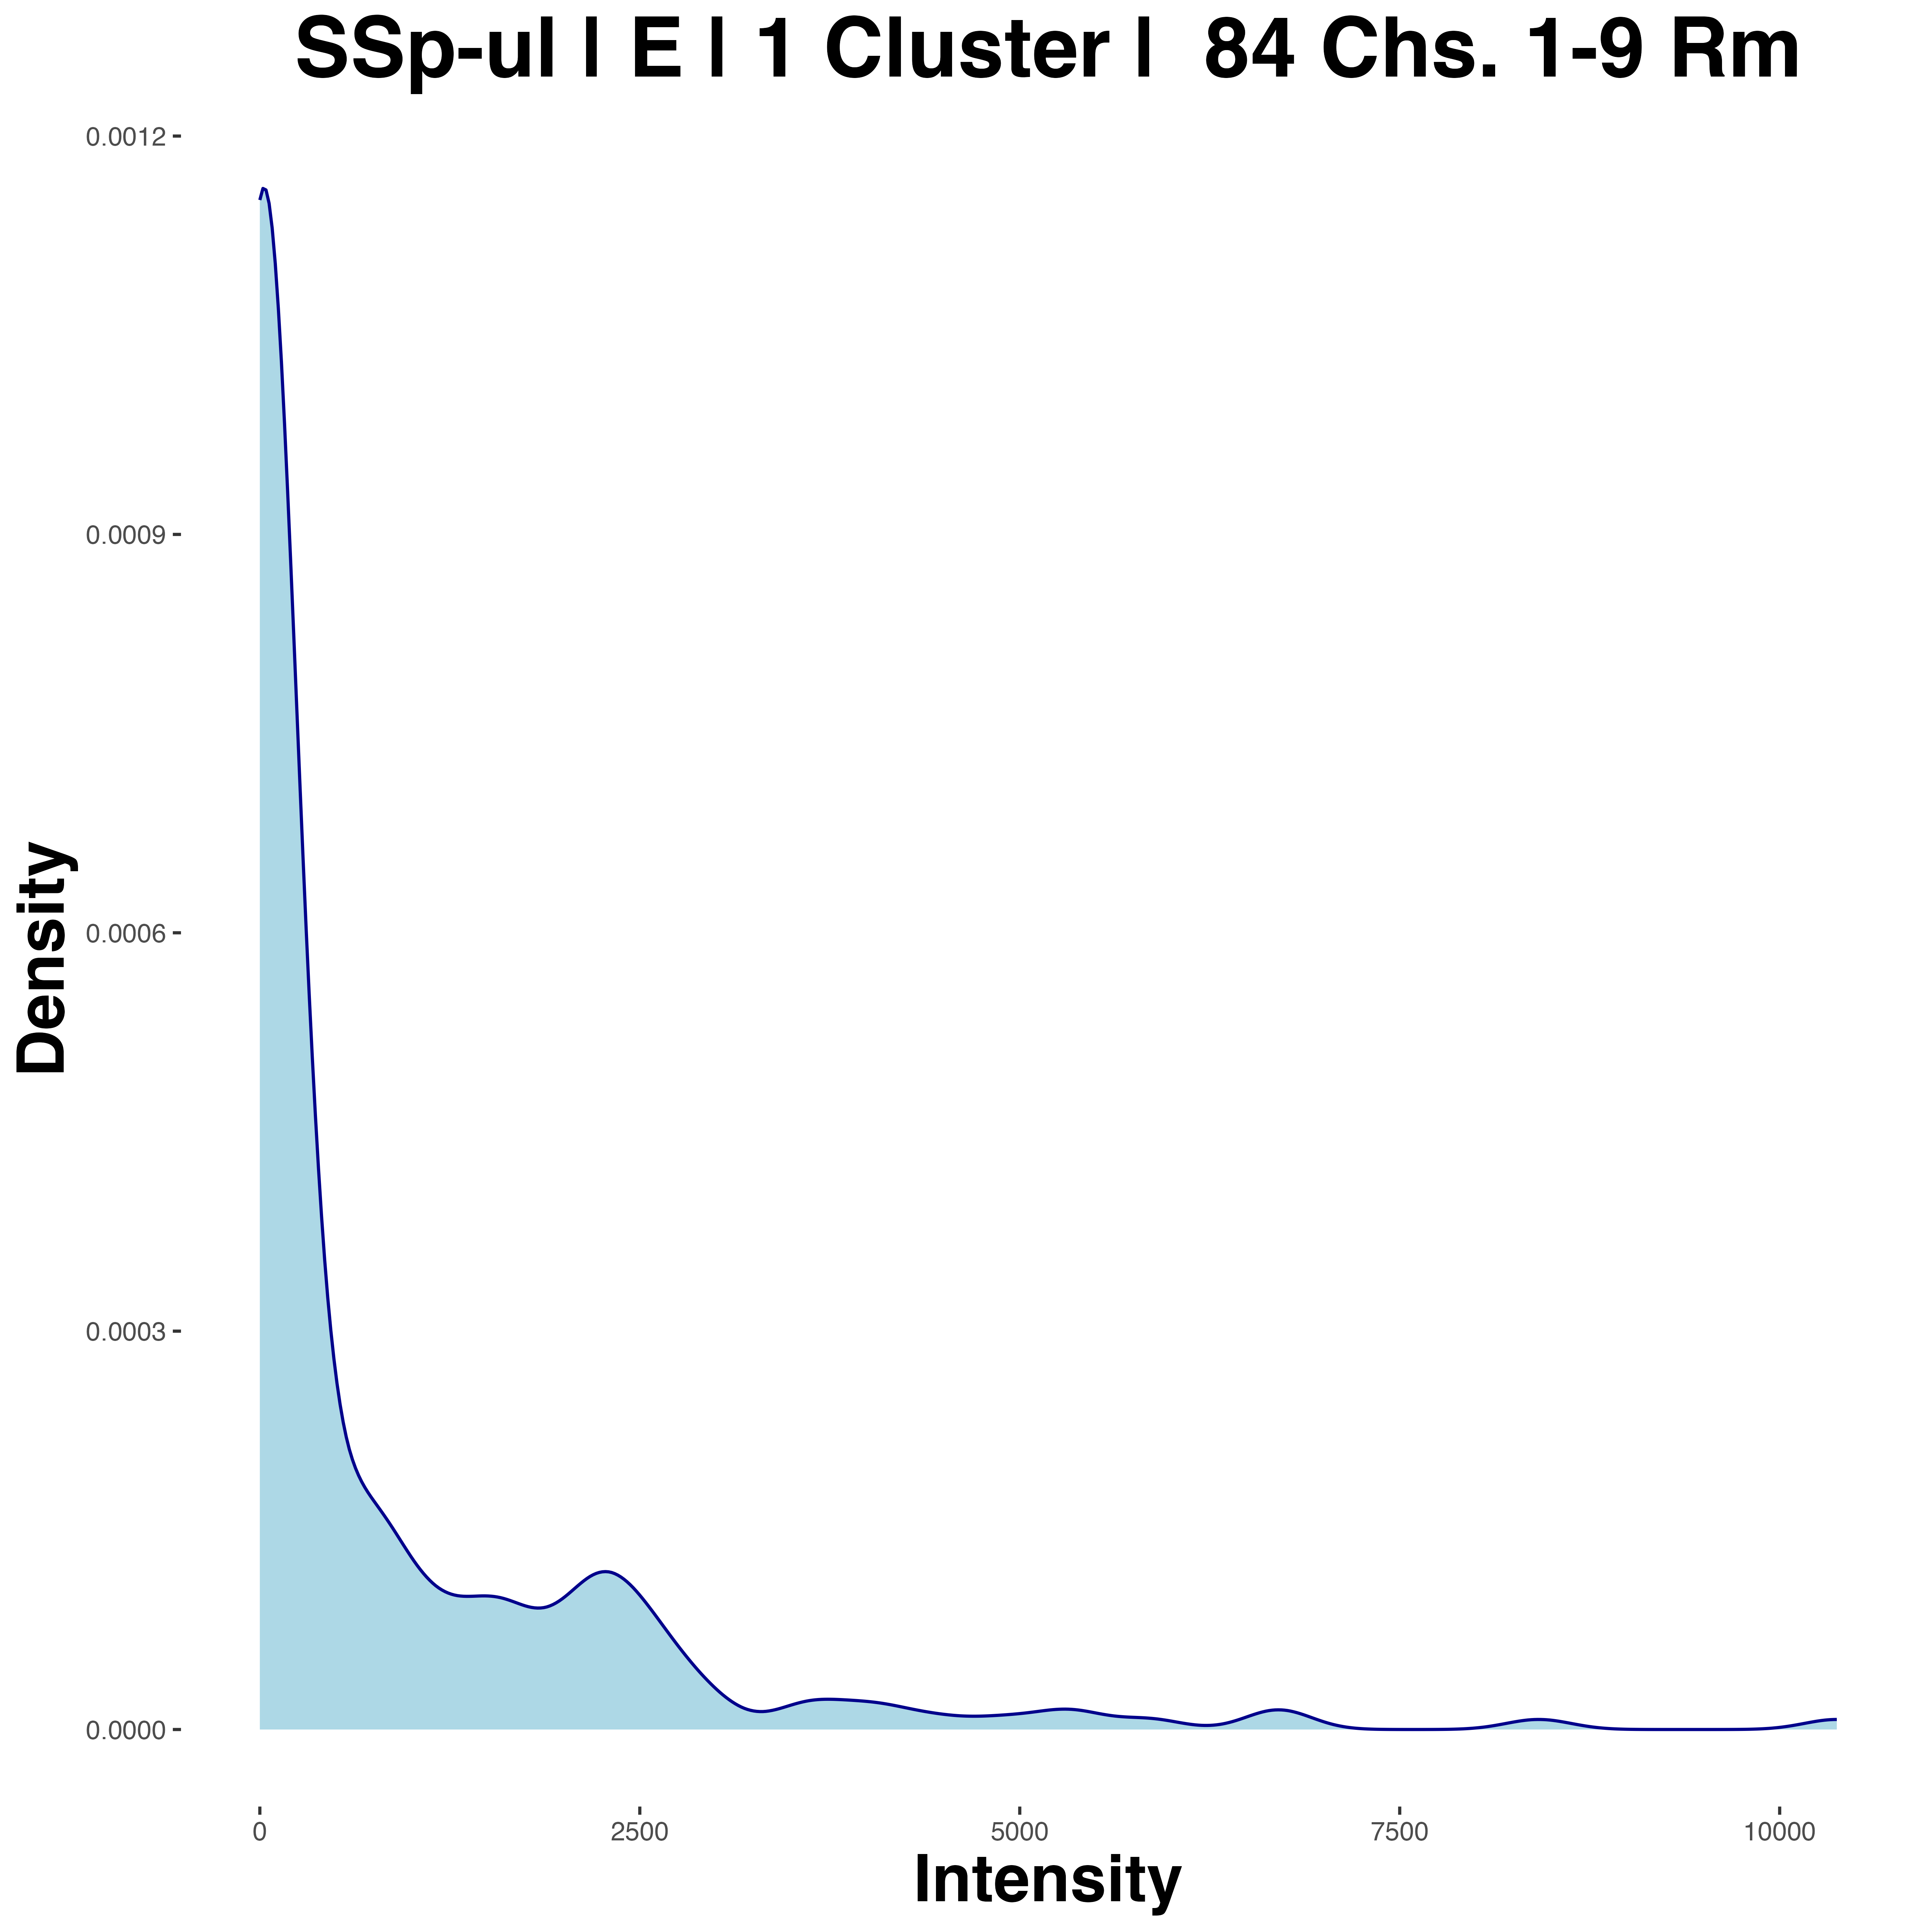 SSp-ul | E | 1 Cluster |  84 Chs. 1-9 Rm
0.0012
0.0009
0.0006
0.0003
0.0000
Density
0 2500 5000 7500 10000
Intensity